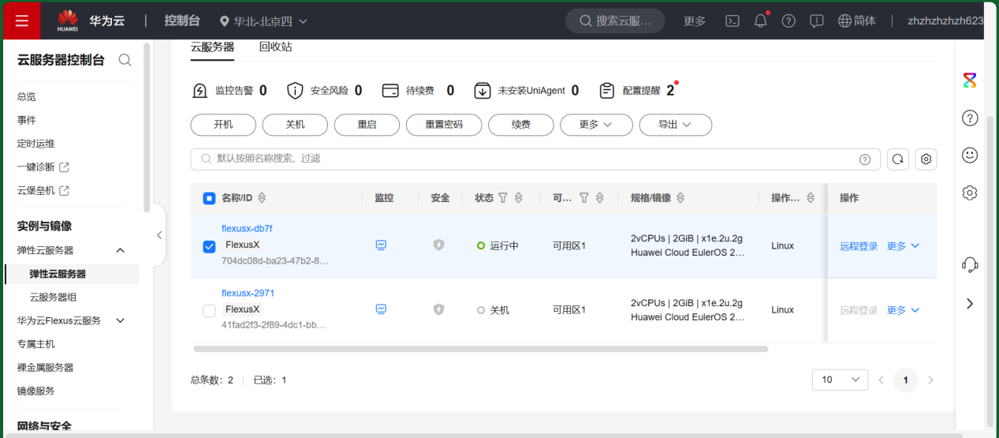 HUAWEI
华为云
控制台
华北-北京四
搜索云服...
更多
简体
zhzhzhzhzh623
云服务器控制台
总览
事件
定时运维
一键诊断
云堡垒机
实例与镜像
弹性云服务器
弹性云服务器
云服务器组
华为云Flexus云服务
专属主机
裸金属服务器
镜像服务
网络与安全
云服务器
回收站
监控告警 0
安全风险 0
待续费 0
未安装UniAgent 0
配置提醒 2
开机
关机
重启
重置密码
续费
更多
导出
默认按照名称搜索、过滤
名称/ID
监控
安全
状态
可...
规格/镜像
操作...
操作
flexusx-db7f
FlexusX
704dc08d-ba23-47b2-8...
运行中
可用区1
2vCPUs | 2GiB | x1e.2u.2g
Huawei Cloud EulerOS 2...
Linux
远程登录
更多
flexusx-2971
FlexusX
41fad2f3-2f89-4dc1-bb...
关机
可用区1
2vCPUs | 2GiB | x1e.2u.2g
Huawei Cloud EulerOS 2...
Linux
远程登录
更多
总条数：2
已选：1
10
1